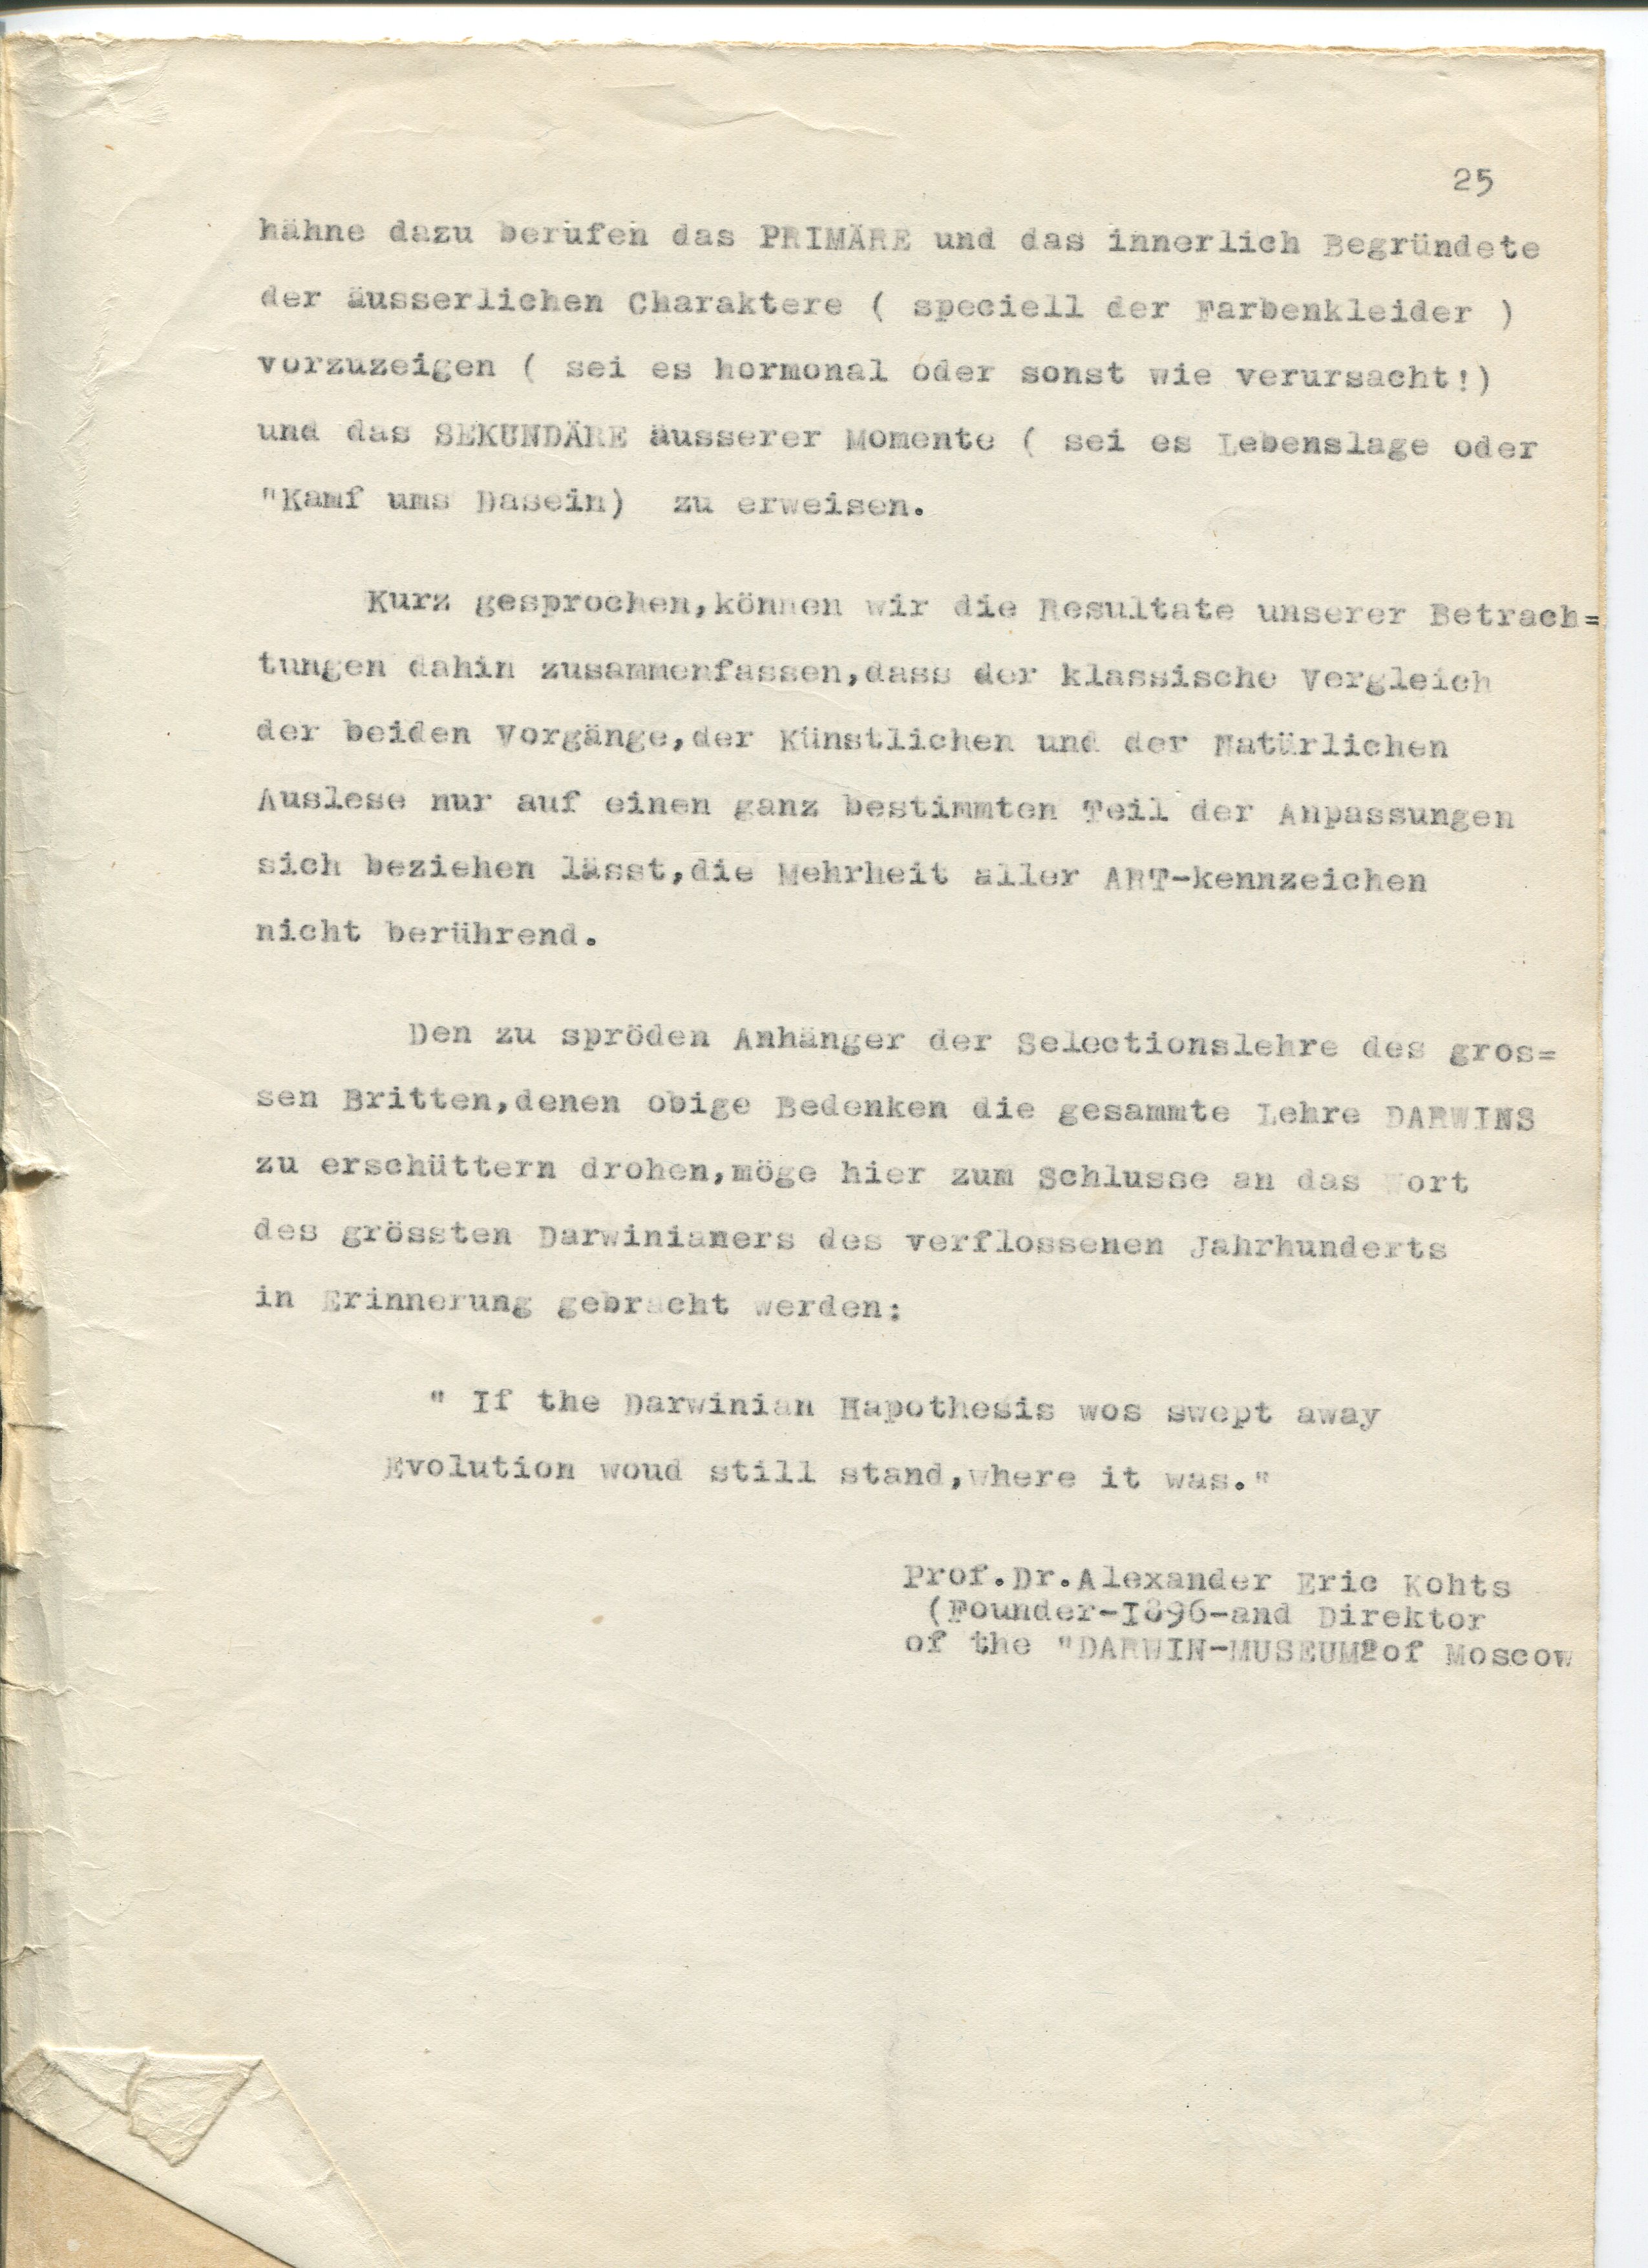 25
hähne dazu berufen das PRIMÄRE und das innerlich Begründete
der äusserlichen Charaktere ( speciell der Farbenkleider )
vorzuzeigen ( sei es hormonal oder sonst wie verursacht!)
und das SEKUNDÄRE äusserer Momente ( sei es Lebenslage oder
"Kamf ums Dasein) zu erweisen.
Kurz gesprochen,können wir die Resultate unserer Betrach=
tungen dahin zusammenfassen,dass der klassische Vergleich
der beiden Vorgänge,der Künstlichen und der Natürlichen
Auslese nur auf einen ganz bestimmten Teil der Anpassungen
sich beziehen lässt,die Mehrheit aller ART-kennzeichen
nicht berührend.
Den zu spröden Anhänger der Selectionslehre des gros=
sen Britten,denen obige Bedenken die gesammte Lehre DARWINS
zu erschüttern drohen,möge hier zum Schlusse an das Wort
des grössten Darwinianers des verflossenen Jahrhunderts
in Erinnerung gebracht werden:
" If the Darwinian Hapothesis wos swept away
Evolution woud still stand,where it was."
Prof.Dr.Alexander Eric Kohts
(Founder-I896-and Direktor
of the "DARWIN-MUSEUM"of Moscow